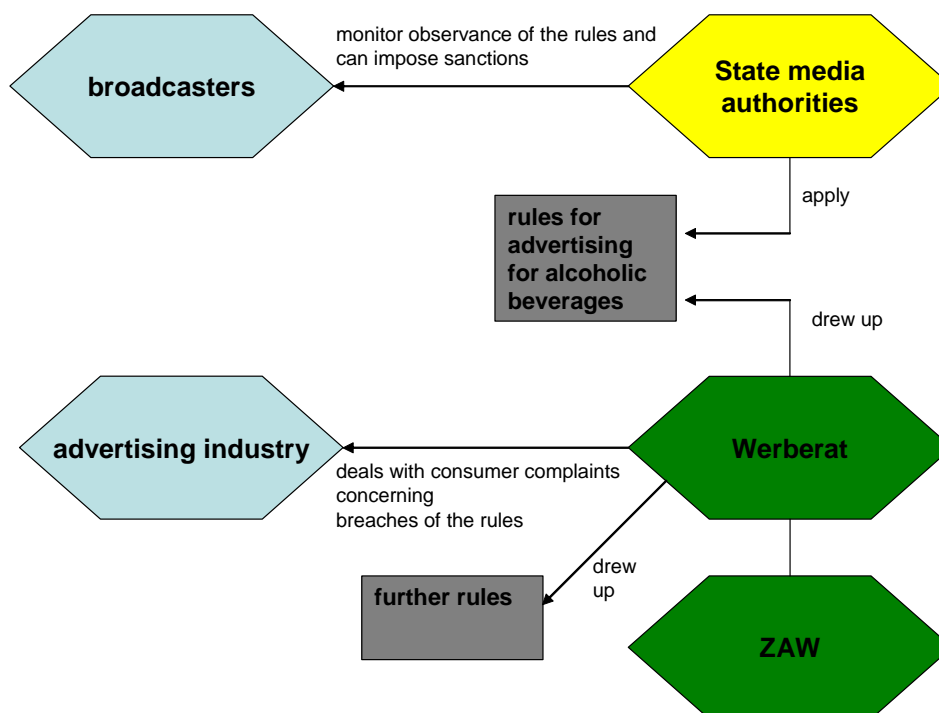 monitor observance of the rules and
can impose sanctions
broadcasters
State media
authorities
apply
rules for
advertising
for alcoholic
beverages
drew up
advertising industry
Werberat
deals with consumer complaints
concerning
breaches of the rules
drew
up
further rules
ZAW